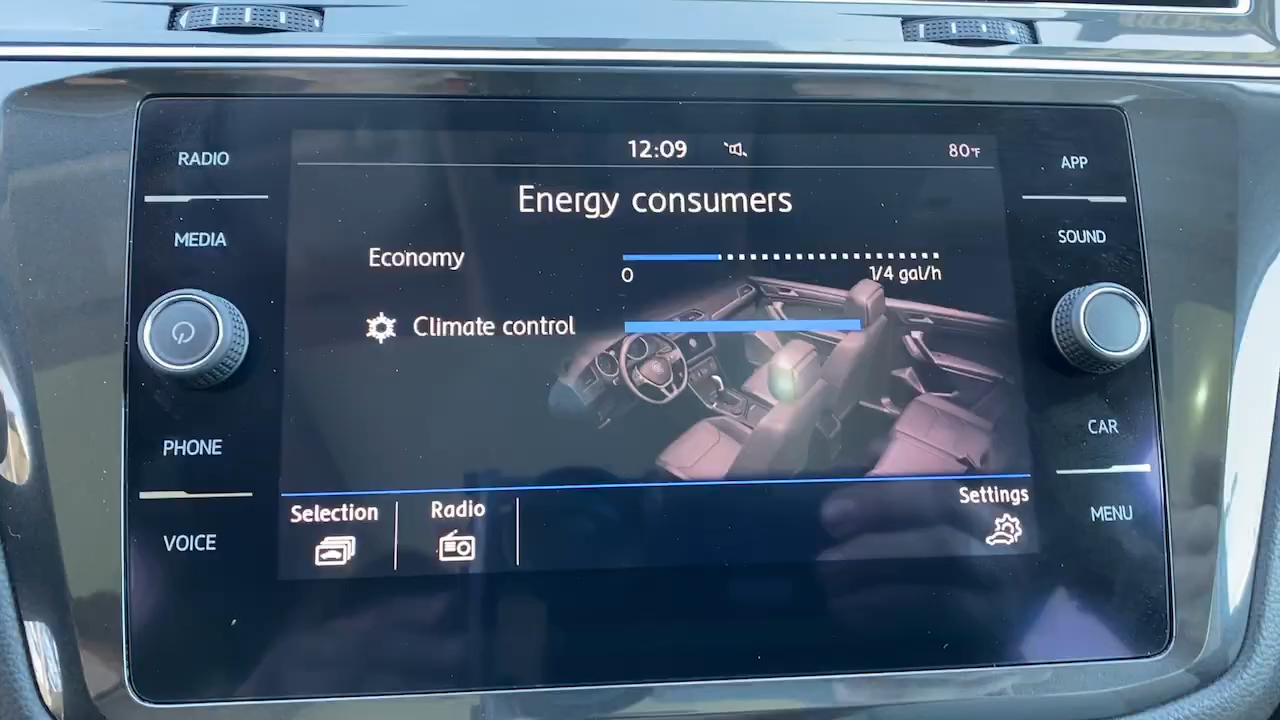 12:09
80°F
Energy consumers
Economy
0
1/4 gal/h
Climate control
Selection
Radio
Settings
RADIO
MEDIA
PHONE
VOICE
APP
SOUND
CAR
MENU